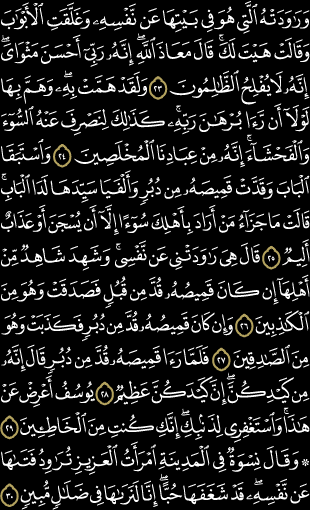 وَرَٰوَدَتْهُ ٱلَّتِى هُوَ فِى بَيْتِهَا عَن نَّفْسِهِۦ وَغَلَّقَتِ ٱلْأَبْوَٰبَ
وَقَالَتْ هَيْتَ لَكَ ۚ قَالَ مَعَاذَ ٱللَّهِ ۖ إِنَّهُۥ رَبِّىٓ أَحْسَنَ مَثْوَاىَ ۖ
إِنَّهُۥ لَا يُفْلِحُ ٱلظَّٰلِمُونَ ٢٣ وَلَقَدْ هَمَّتْ بِهِۦ ۖ وَهَمَّ بِهَا
لَوْلَآ أَن رَّءَا بُرْهَٰنَ رَبِّهِۦ ۚ كَذَٰلِكَ لِنَصْرِفَ عَنْهُ ٱلسُّوٓءَ
وَٱلْفَحْشَآءَ ۚ إِنَّهُۥ مِنْ عِبَادِنَا ٱلْمُخْلَصِينَ ٢٤ وَٱسْتَبَقَا
ٱلْبَابَ وَقَدَّتْ قَمِيصَهُۥ مِن دُبُرٍ وَأَلْفَيَا سَيِّدَهَا لَدَا ٱلْبَابِ ۚ
قَالَتْ مَا جَزَآءُ مَنْ أَرَادَ بِأَهْلِكَ سُوٓءًا إِلَّآ أَن يُسْجَنَ أَوْ عَذَابٌ
أَلِيمٌ ٢٥ قَالَ هِىَ رَٰوَدَتْنِى عَن نَّفْسِى ۚ وَشَهِدَ شَاهِدٌ مِّنْ
أَهْلِهَآ إِن كَانَ قَمِيصُهُۥ قُدَّ مِن قُبُلٍ فَصَدَقَتْ وَهُوَ مِنَ
ٱلْكَٰذِبِينَ ٢٦ وَإِن كَانَ قَمِيصُهُۥ قُدَّ مِن دُبُرٍ فَكَذَبَتْ وَهُوَ
مِنَ ٱلصَّٰدِقِينَ ٢٧ فَلَمَّا رَءَا قَمِيصَهُۥ قُدَّ مِن دُبُرٍ قَالَ إِنَّهُۥ
مِن كَيْدِكُنَّ ۖ إِنَّ كَيْدَكُنَّ عَظِيمٌ ٢٨ يُوسُفُ أَعْرِضْ عَنْ
هَٰذَا ۚ وَٱسْتَغْفِرِى لِذَنۢبِكِ ۖ إِنَّكِ كُنتِ مِنَ ٱلْخَاطِـِٔينَ ٢٩
۞ وَقَالَ نِسْوَةٌ فِى ٱلْمَدِينَةِ ٱمْرَأَتُ ٱلْعَزِيزِ تُرَٰوِدُ فَتَىٰهَا
عَن نَّفْسِهِۦ ۖ قَدْ شَغَفَهَا حُبًّا ۖ إِنَّا لَنَرَىٰهَا فِى ضَلَٰلٍ مُّبِينٍ ٣٠